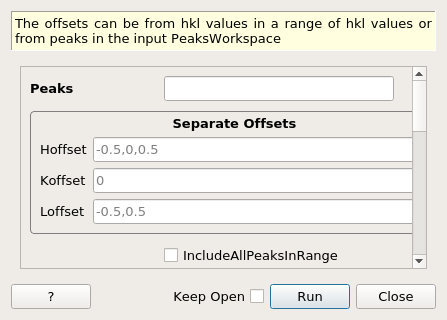 The offsets can be from hkl values in a range of hkl values or
from peaks in the input PeaksWorkspace
Peaks
Separate Offsets
Hoffset -0.5,0,0.5
Koffset 0
Loffset -0.5,0.5
IncludeAllPeaksInRange
? Keep Open Run Close